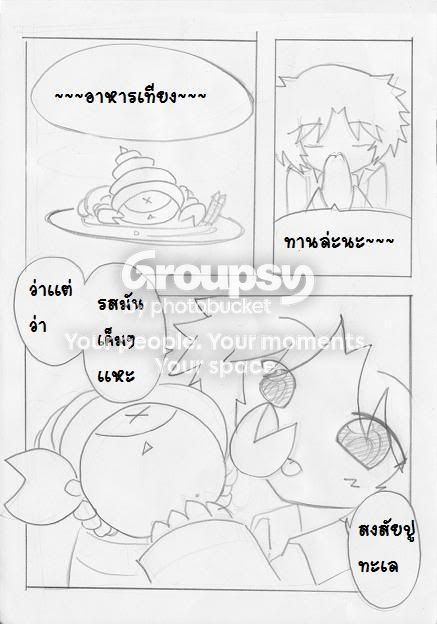 ~~~อาหารเที่ยง~~~
ทานล่ะนะ~~~
ว่าแต่
ว่า
รสมัน
เค็มๆ
แหะ
สงสัยปู
ทะเล
Groupsy
by photobucket
Your people. Your moments.
Your space.